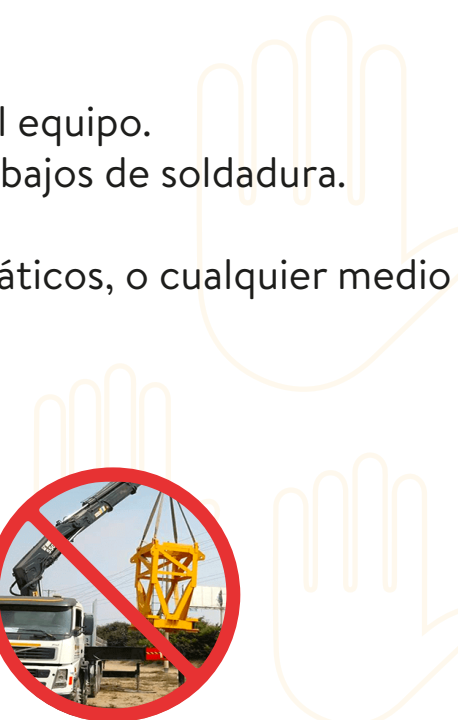 l equipo.
bajos de soldadura.
áticos, o cualquier medio